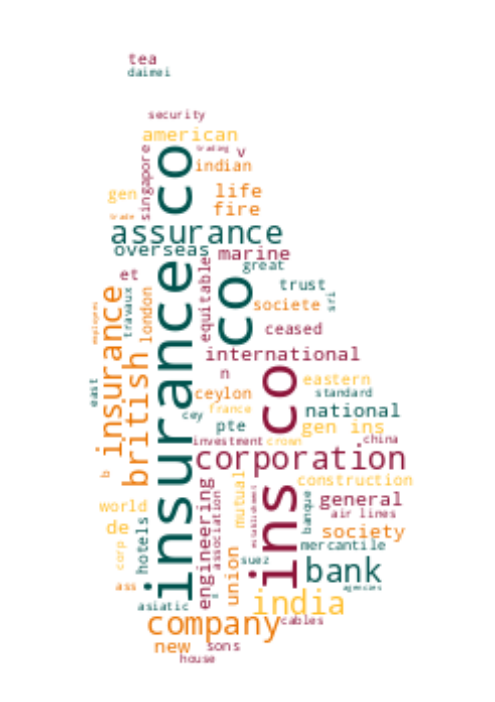 tea
daimei
security
american
trading
v
singapore
insurance co
indian
gen
life
trade
fire
assurance
overseas
marine
great
et
equitable
co
trust
insurance
travaux
london
societe
sri
employers
ceased
british
international
n
ins co
eastern
east
ceylon
standard
france
national
cey
pte
gen ins
investment
crown
china
corporation
b
construction
engineering
association
mutual
establishment
banque
general
world
air lines
de
hotels
society
corp
union
mercantile
suez
bank
ass
agencies
india
asiatic
company
cables
new
sons
house